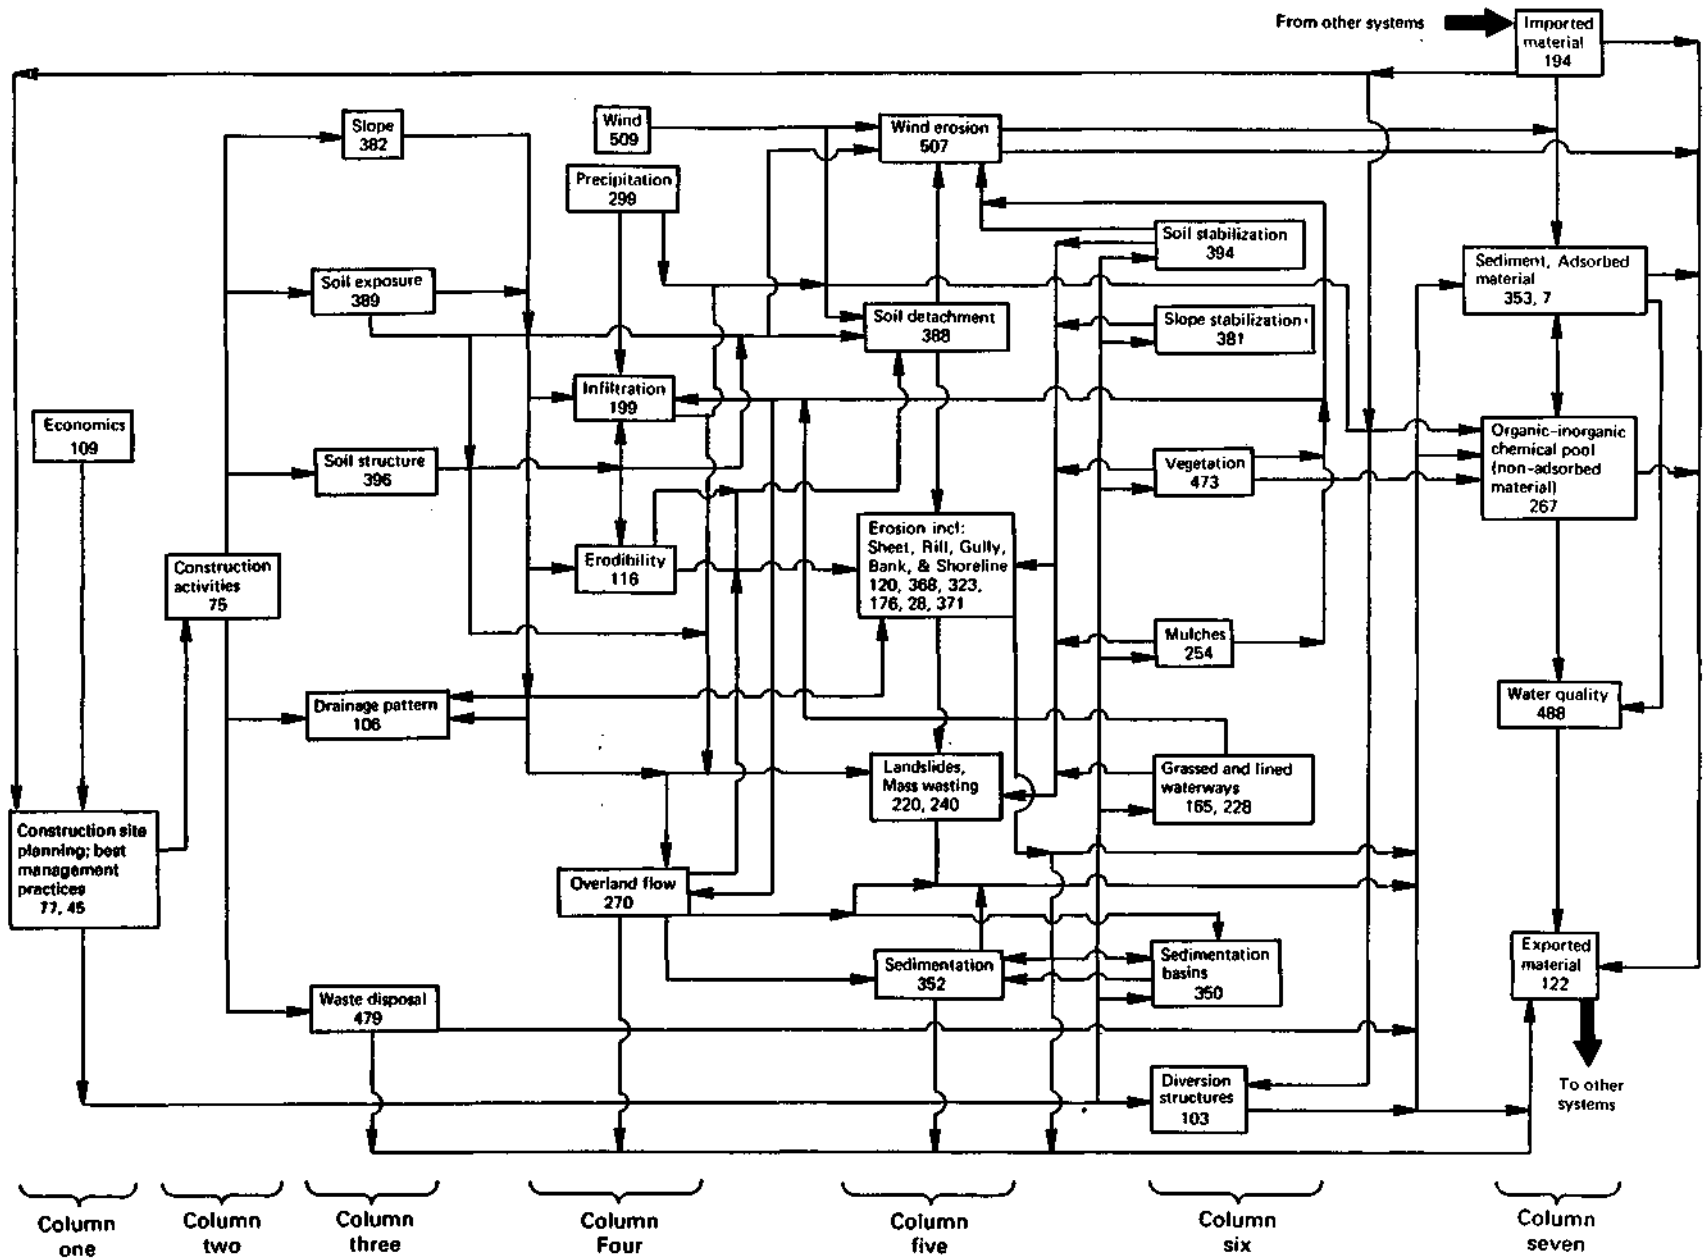 From other systems
Imported
material
194
Slope
382
Wind
509
Wind erosion
507
Precipitation
299
Soil stabilization
394
Soil exposure
389
Sediment, Adsorbed
material
353, 7
Soil detachment
388
Slope stabilization
381
Infiltration
199
Economics
109
Organic-inorganic
chemical pool
(non-adsorbed
material)
267
Soil structure
396
Vegetation
473
Erosion incl:
Sheet, Rill, Gully,
Bank, & Shoreline
120, 368, 323,
176, 28, 371
Construction
activities
75
Erodibility
116
Mulches
254
Drainage pattern
106
Water quality
488
Landslides,
Mass wasting
220, 240
Grassed and lined
waterways
165, 228
Construction site
planning; best
management
practices
77, 45
Overland flow
270
Sedimentation
352
Sedimentation
basins
350
Exported
material
122
Waste disposal
479
Diversion
structures
103
To other
systems
Column
one
Column
two
Column
three
Column
Four
Column
five
Column
six
Column
seven